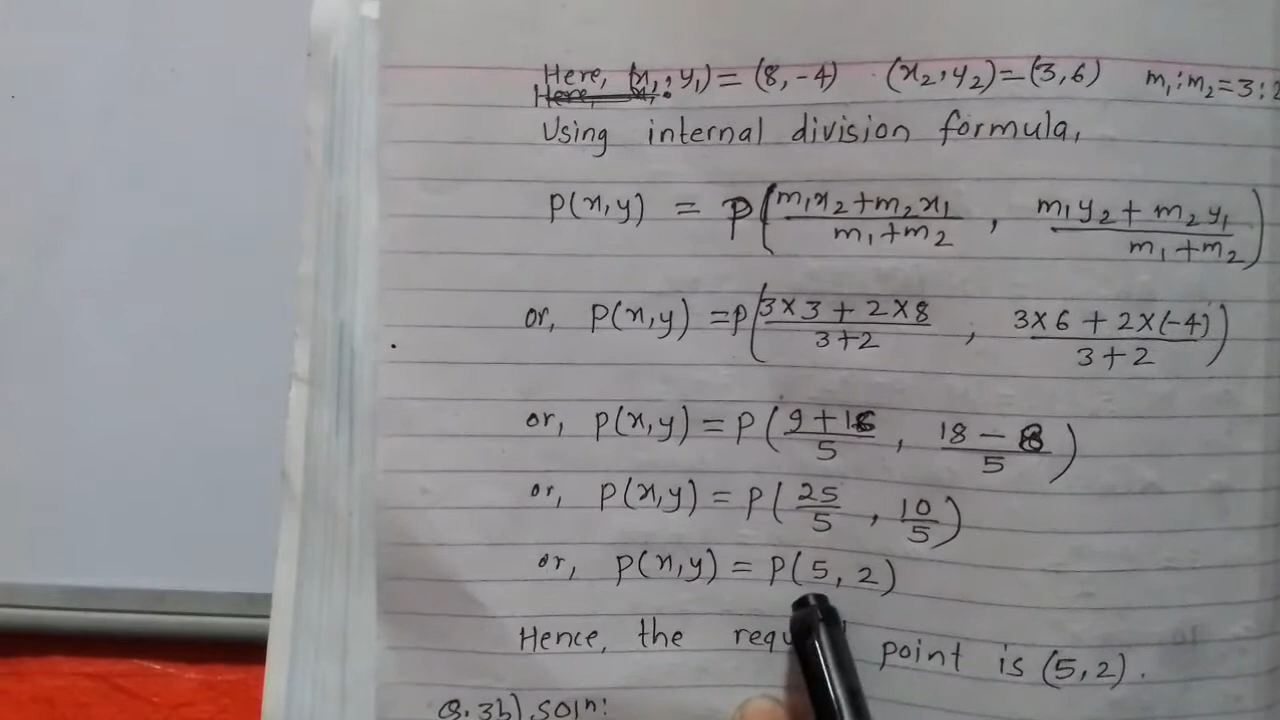 Here, (x₁, y₁) = (8, -4) (x₂, y₂) = (3, 6) m₁:m₂ = 3:2
Using internal division formula,
P(x,y) = P((m₁x₂+m₂x₁)/(m₁+m₂), (m₁y₂+m₂y₁)/(m₁+m₂))
or, P(x,y) = P((3×3+2×8)/(3+2), (3×6+2×(-4))/(3+2))
or, P(x,y) = P((9+16)/5, (18-8)/5)
or, P(x,y) = P(25/5, 10/5)
or, P(x,y) = P(5, 2)
Hence, the point is (5,2).
Q.3b) soln: